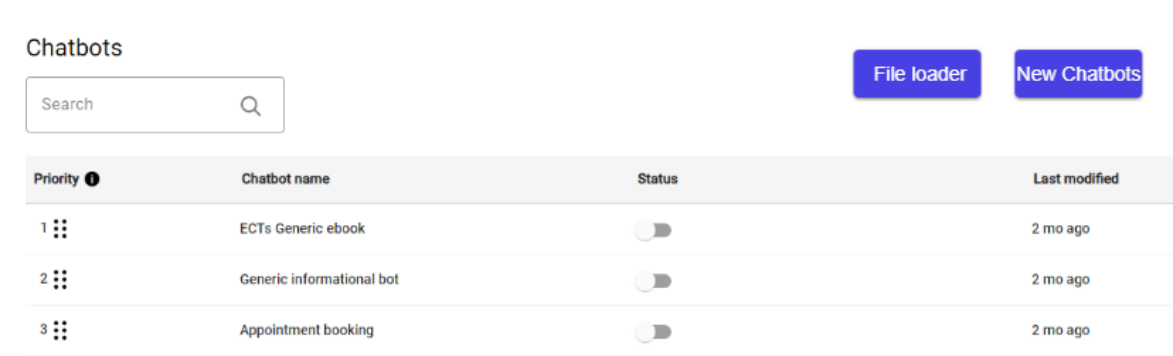 Chatbots
File loader
New Chatbots
Search
Priority Chatbot name Status Last modified
1 ECTs Generic ebook 2 mo ago
2 Generic informational bot 2 mo ago
3 Appointment booking 2 mo ago